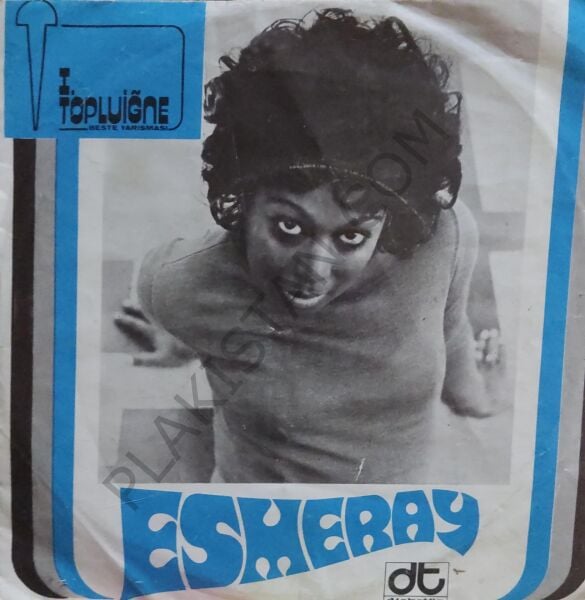 I.
TOPLUİĞNE
BESTE YARIŞMASI
PLAKISTAN.COM
ESMERAY
dt